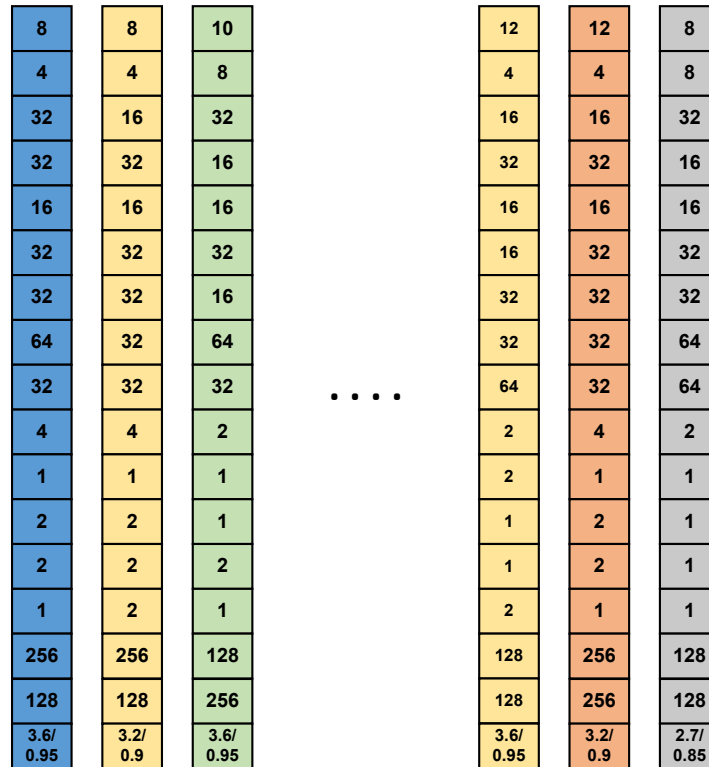 8 8 10 12 12 8
4 4 8 4 4 8
32 16 32 16 16 32
32 32 16 32 32 16
16 16 16 16 16 16
32 32 32 16 32 32
32 32 16 32 32 32
64 32 64 32 32 64
32 32 32 . . . . 64 32 64
4 4 2 2 4 2
1 1 1 2 1 1
2 2 1 1 2 1
2 2 2 1 2 1
1 2 1 2 1 1
256 256 128 128 256 128
128 128 256 128 256 128
3.6/ 3.2/ 3.6/ 3.6/ 3.2/ 2.7/
0.95 0.9 0.95 0.95 0.9 0.85